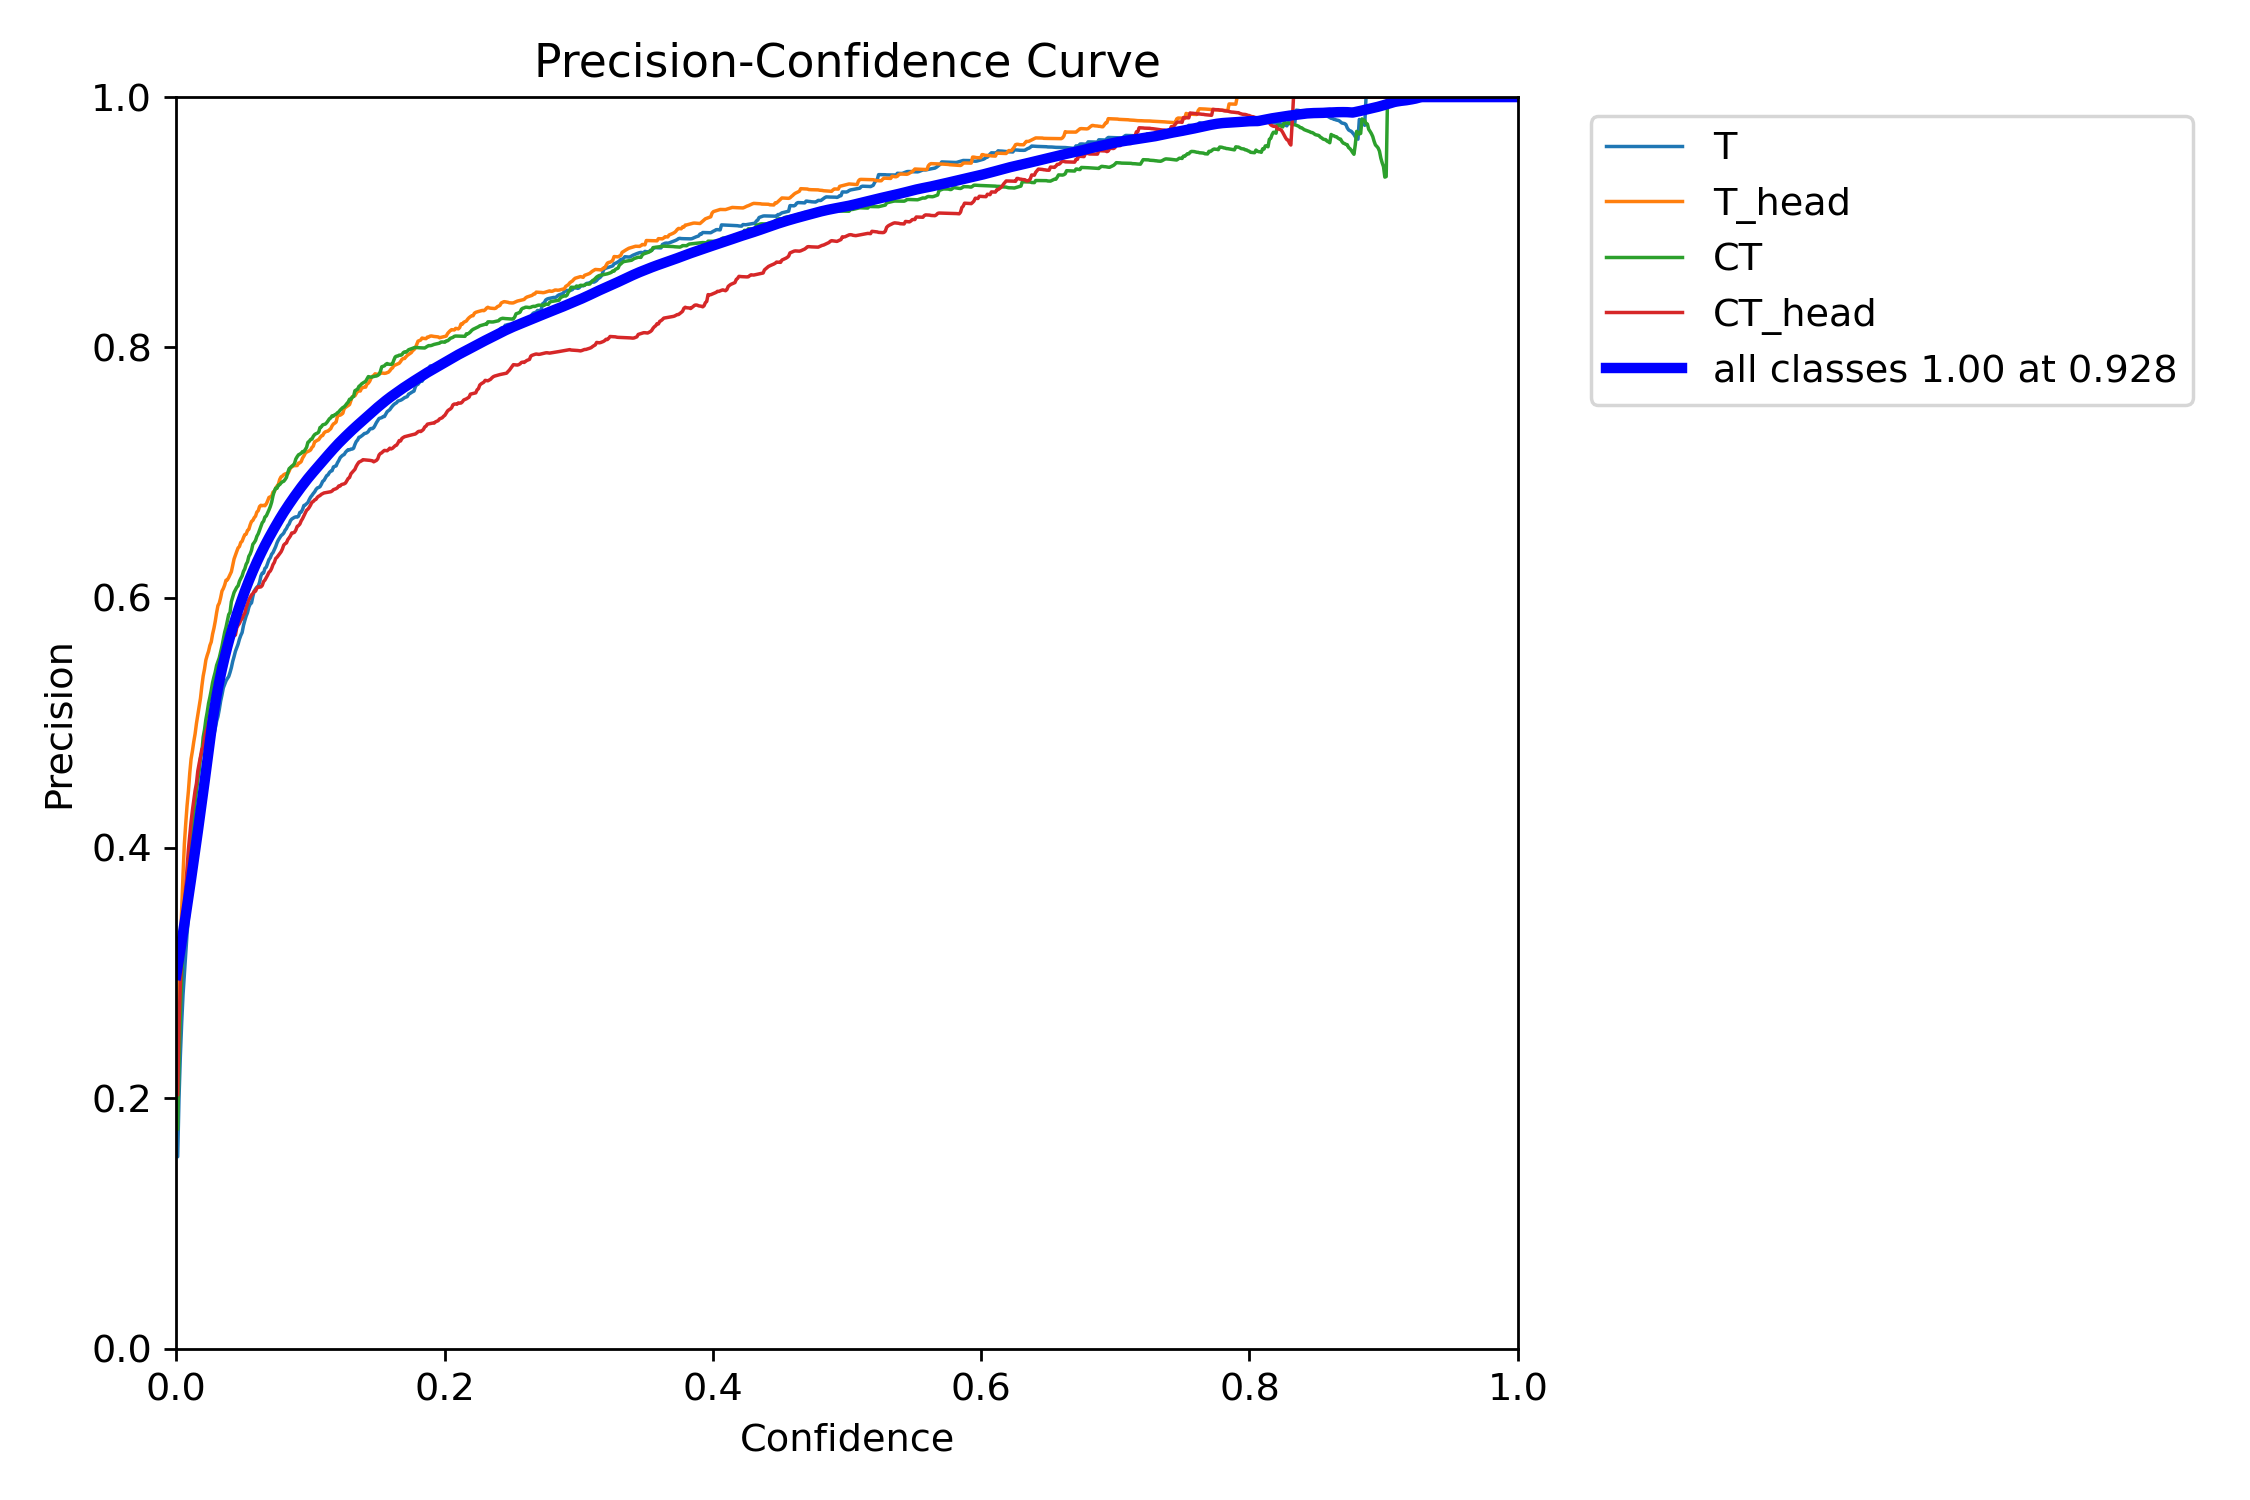 Precision-Confidence Curve
1.0
0.8
0.6
0.4
0.2
0.0
Precision
0.0 0.2 0.4 0.6 0.8 1.0
Confidence
T
T_head
CT
CT_head
all classes 1.00 at 0.928